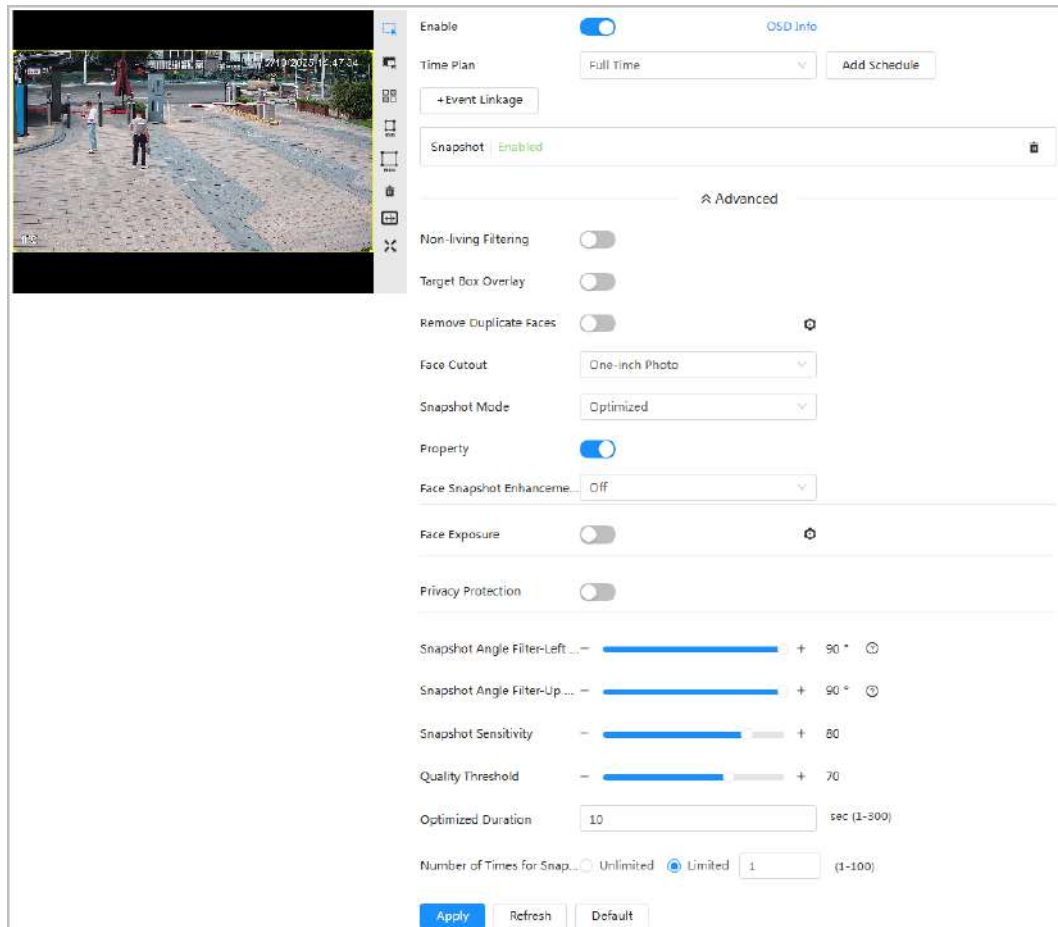 Enable OSD Info
Time Plan Full Time Add Schedule
+Event Linkage
Snapshot Enabled
Advanced
Non-living Filtering
Target Box Overlay
Remove Duplicate Faces
Face Cutout One-inch Photo
Snapshot Mode Optimized
Property
Face Snapshot Enhanceme... Off
Face Exposure
Privacy Protection
Snapshot Angle Filter-Left ... − + 90 °
Snapshot Angle Filter-Up ... − + 90 °
Snapshot Sensitivity − + 80
Quality Threshold − + 70
Optimized Duration 10 sec (1-300)
Number of Times for Snap... Unlimited Limited 1 (1-100)
Apply Refresh Default